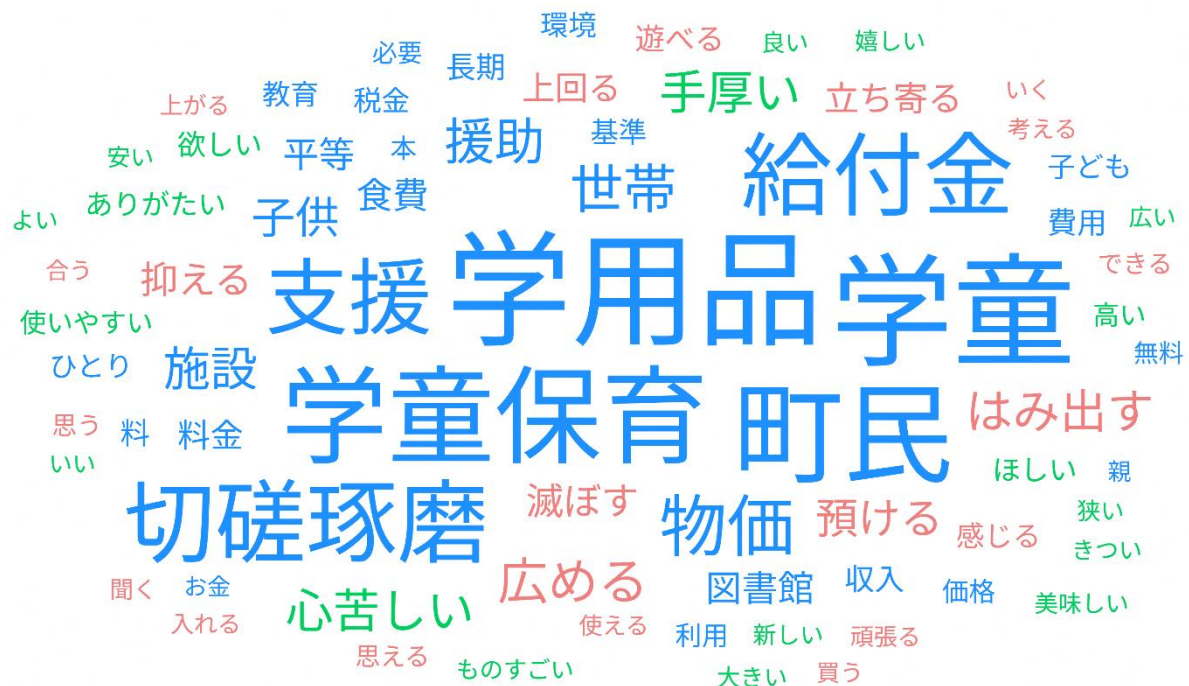 環境
遊べる 良い 嬉しい
必要 長期
上がる 教育 税金 上回る 手厚い 立ち寄る いく
安い 欲しい 平等 本 援助 基準 給付金 考える
よい ありがたい 子供 食費 世帯 費用 子ども 広い
合う 抑える 支援 学用品 学童 できる
使いやすい 高い
ひとり 施設 学童保育 町民 はみ出す 無料
思う 料 料金
いい ほしい 親
切磋琢磨 滅ぼす 物価 預ける 感じる 狭い
きつい
聞く お金 心苦しい 広める 図書館 収入 価格 美味しい
入れる 使える 利用 新しい 頑張る
思える ものすごい 大きい 買う